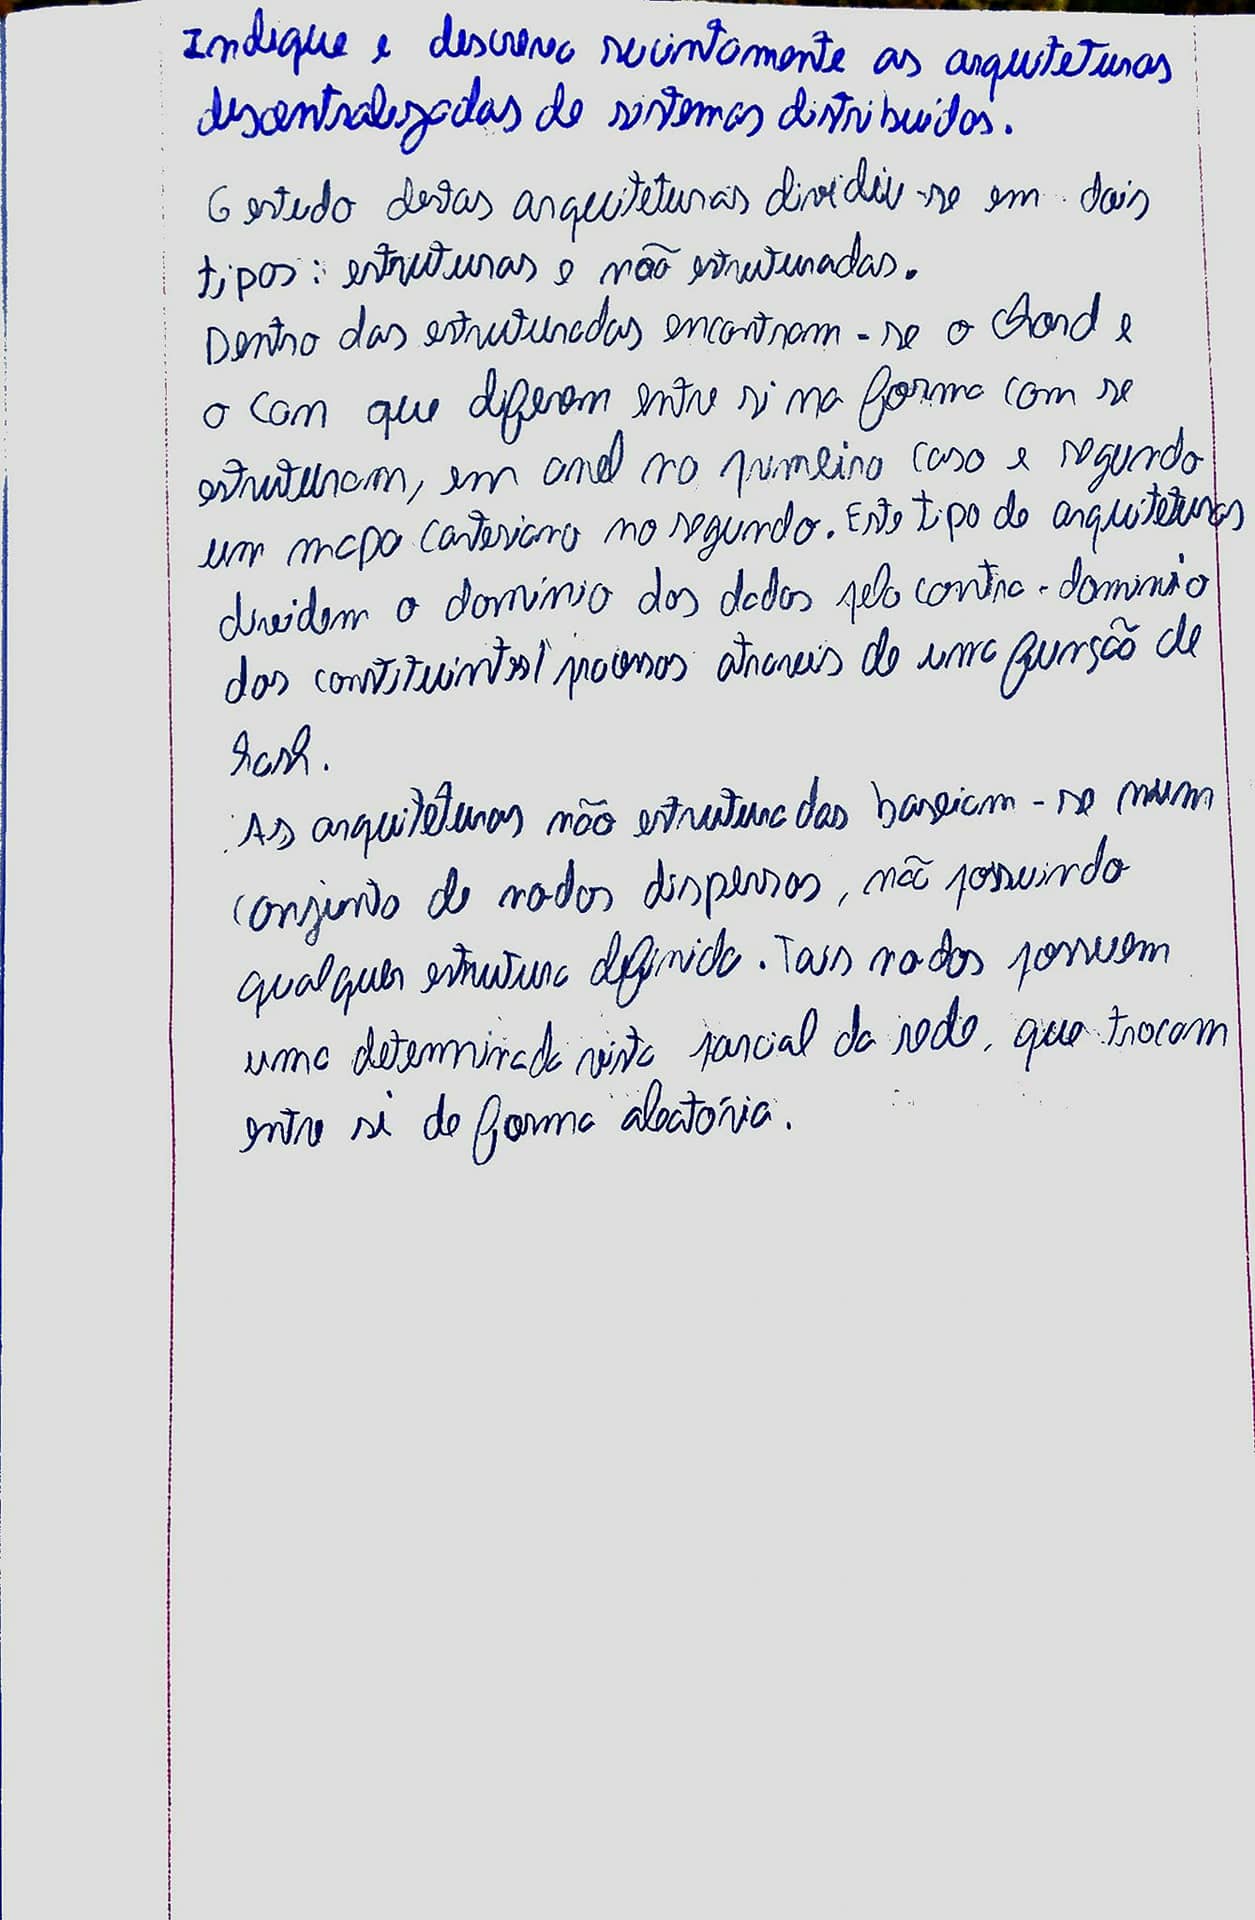 Indique e descreva sucintamente as arquiteturas
descentralizadas de sistemas distribuídos.
O estudo destas arquiteturas dividiu-se em dois
tipos: estruturas e não estruturadas.
Dentro das estruturadas encontram-se o Chord e
o Can que diferem entre si na forma com se
estruturam, em anel no primeiro caso e segundo
um mapa cartesiano no segundo. Este tipo de arquiteturas
dividem o domínio dos dados pelo contra-domínio
dos constituintes/processos através de uma função de
hash.
As arquiteturas não estruturadas baseiam-se num
conjunto de nodos dispersos, não possuindo
qualquer estrutura definida. Tais nodos possuem
uma determinada vista parcial da rede, que trocam
entre si de forma aleatória.